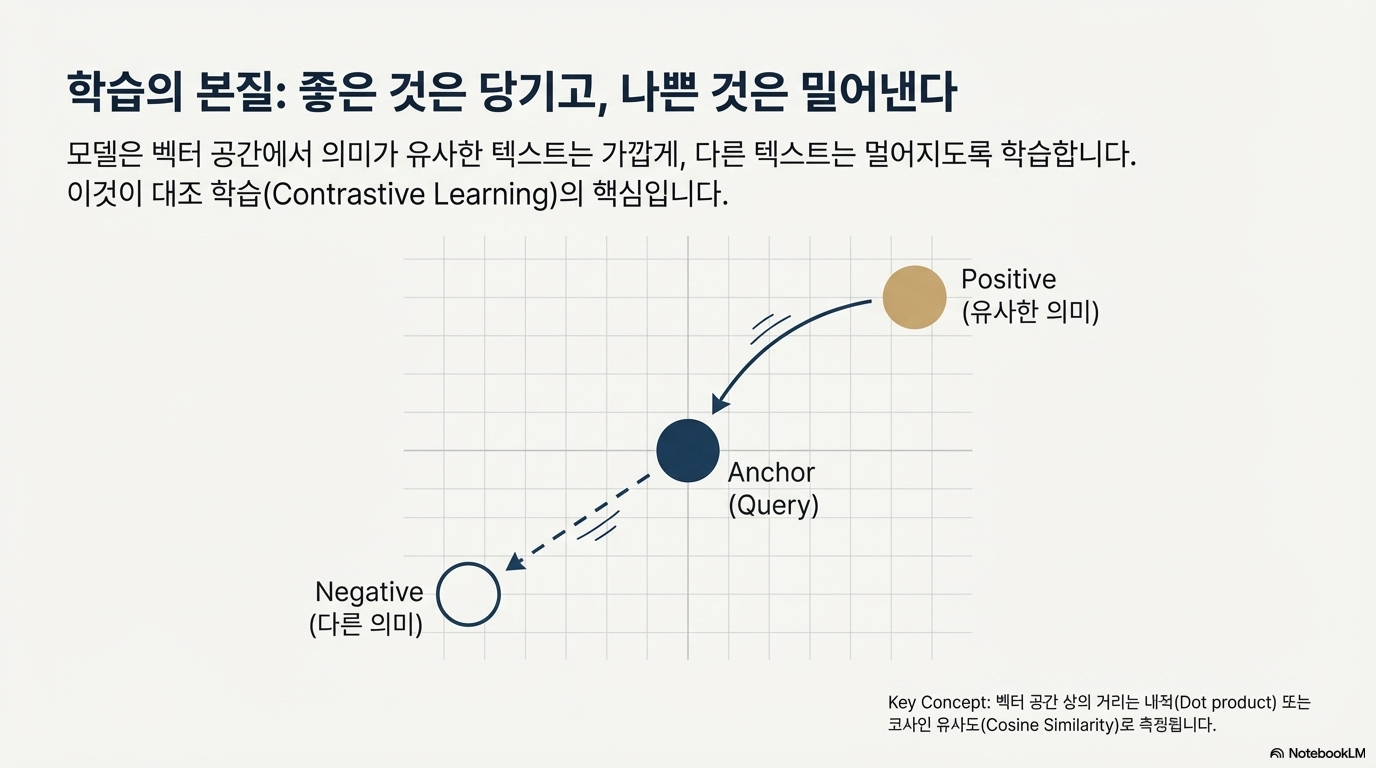 학습의 본질: 좋은 것은 당기고, 나쁜 것은 밀어낸다
모델은 벡터 공간에서 의미가 유사한 텍스트는 가깝게, 다른 텍스트는 멀어지도록 학습합니다.
이것이 대조 학습(Contrastive Learning)의 핵심입니다.
Positive
(유사한 의미)
Anchor
(Query)
Negative
(다른 의미)
Key Concept: 벡터 공간 상의 거리는 내적(Dot product) 또는
코사인 유사도(Cosine Similarity)로 측정됩니다.
NotebookLM